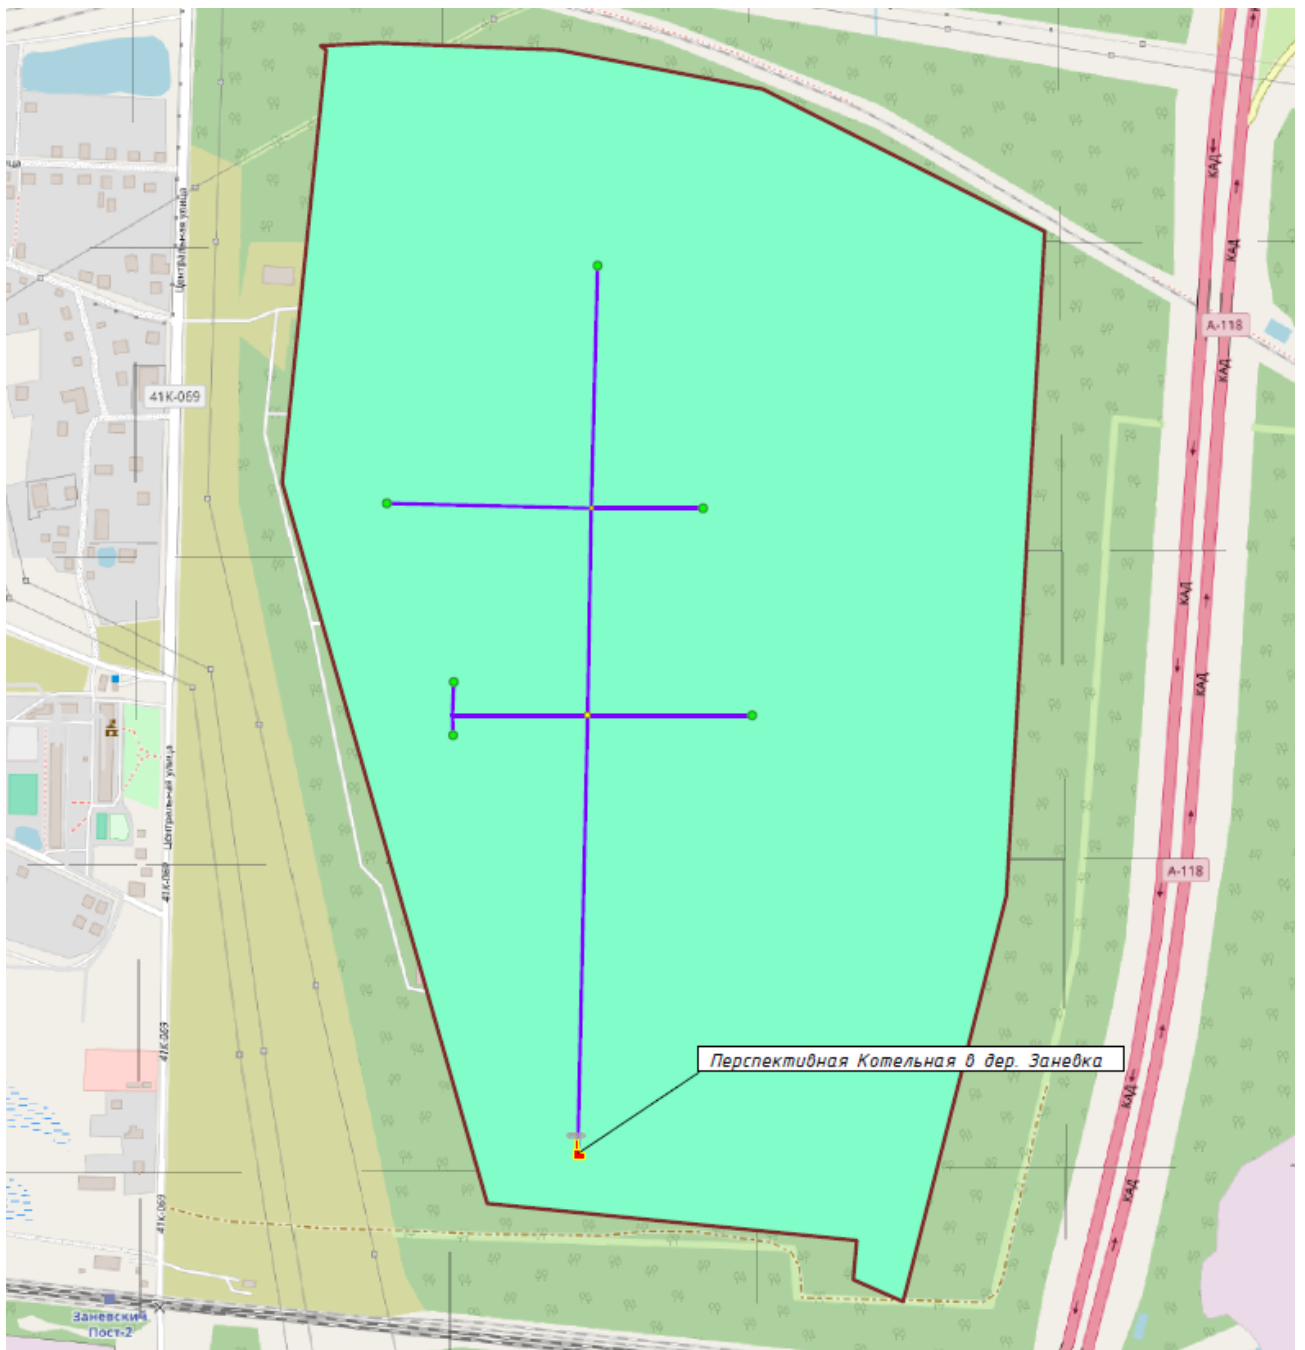 КАД
КАД
Центральная улица
А-118
КАД
41К-069
КАД
КАД
Центральная улица
А-118
41К-069
41К-069
Перспективная Котельная в дер. Заневка
КАД
КАД
41К-069
Заневский
Пост-2